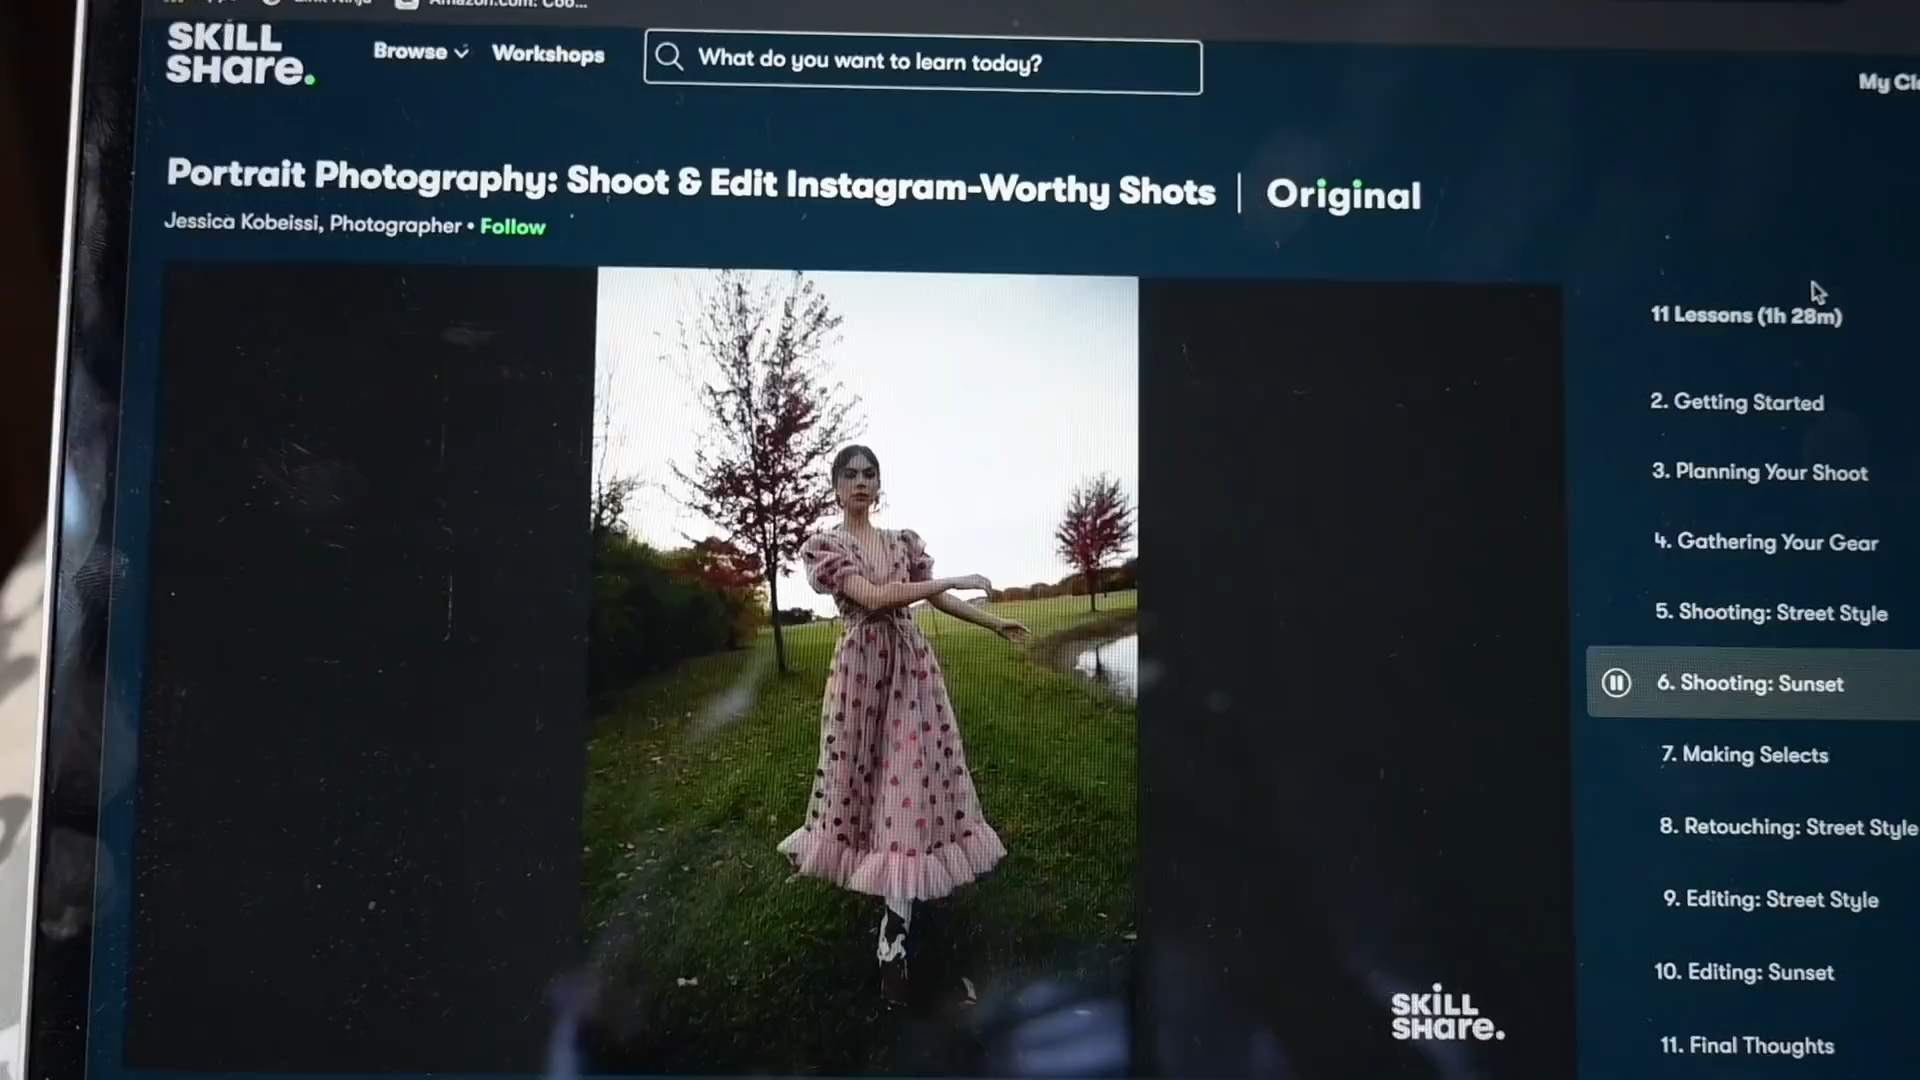 SKILL
SHare.
Browse
Workshops
What do you want to learn today?
My
Portrait Photography: Shoot & Edit Instagram-Worthy Shots | Original
Jessica Kobeissi, Photographer • Follow
11 Lessons (1h 28m)
2. Getting Started
3. Planning Your Shoot
4. Gathering Your Gear
5. Shooting: Street Style
6. Shooting: Sunset
7. Making Selects
8. Retouching: Street Style
9. Editing: Street Style
10. Editing: Sunset
11. Final Thoughts
SKILL
SHare.